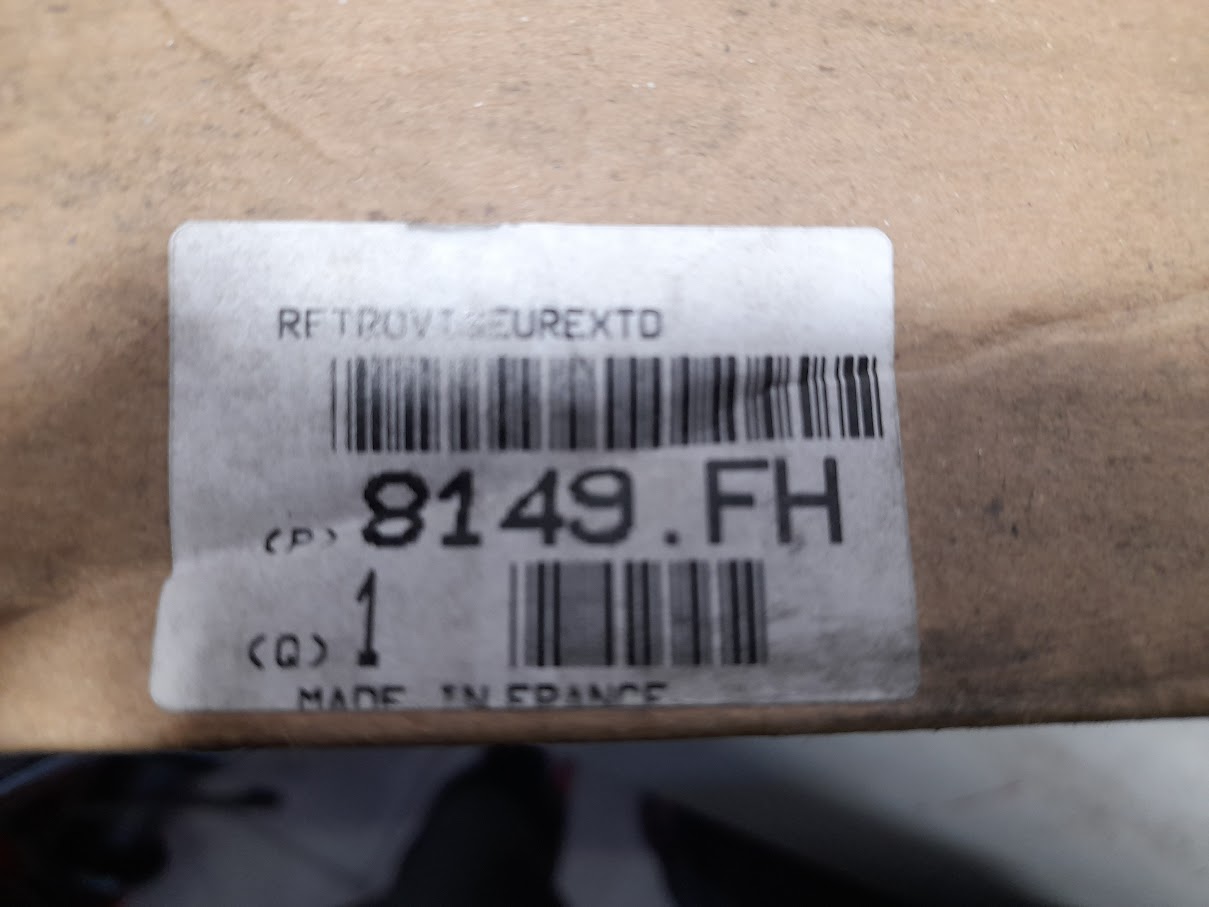 RETROVISEUREXTD
(P) 8149.FH
(Q) 1
MADE IN FRANCE